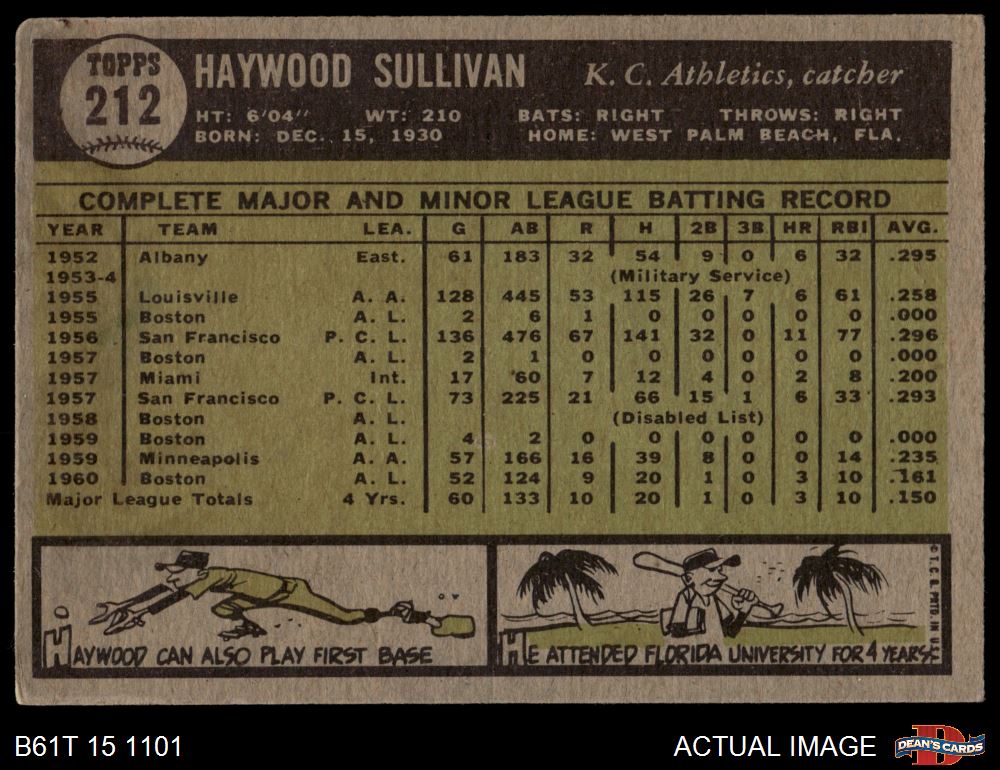 TOPPS
212
HAYWOOD SULLIVAN K. C. Athletics, catcher
HT: 6'04" WT: 210 BATS: RIGHT THROWS: RIGHT
BORN: DEC. 15, 1930 HOME: WEST PALM BEACH, FLA.
COMPLETE MAJOR AND MINOR LEAGUE BATTING RECORD
YEAR TEAM LEA. G AB R H 2B 3B HR RBI AVG.
1952 Albany East. 61 183 32 54 9 0 6 32 .295
1953-4 (Military Service)
1955 Louisville A. A. 128 445 53 115 26 7 6 61 .258
1955 Boston A. L. 2 6 1 0 0 0 0 0 .000
1956 San Francisco P. C. L. 136 476 67 141 32 0 11 77 .296
1957 Boston A. L. 2 1 0 0 0 0 0 0 .000
1957 Miami Int. 17 60 7 12 4 0 2 8 .200
1957 San Francisco P. C. L. 73 225 21 66 15 1 6 33 .293
1958 Boston A. L. (Disabled List)
1959 Boston A. L. 4 2 0 0 0 0 0 0 .000
1959 Minneapolis A. A. 57 166 16 39 8 0 0 14 .235
1960 Boston A. L. 52 124 9 20 1 0 3 10 .161
Major League Totals 4 Yrs. 60 133 10 20 1 0 3 10 .150
HAYWOOD CAN ALSO PLAY FIRST BASE
HE ATTENDED FLORIDA UNIVERSITY FOR 4 YEARS
© T. C. G. PRTD. IN U.S.
B61T 15 1101 ACTUAL IMAGE DEAN'S CARDS